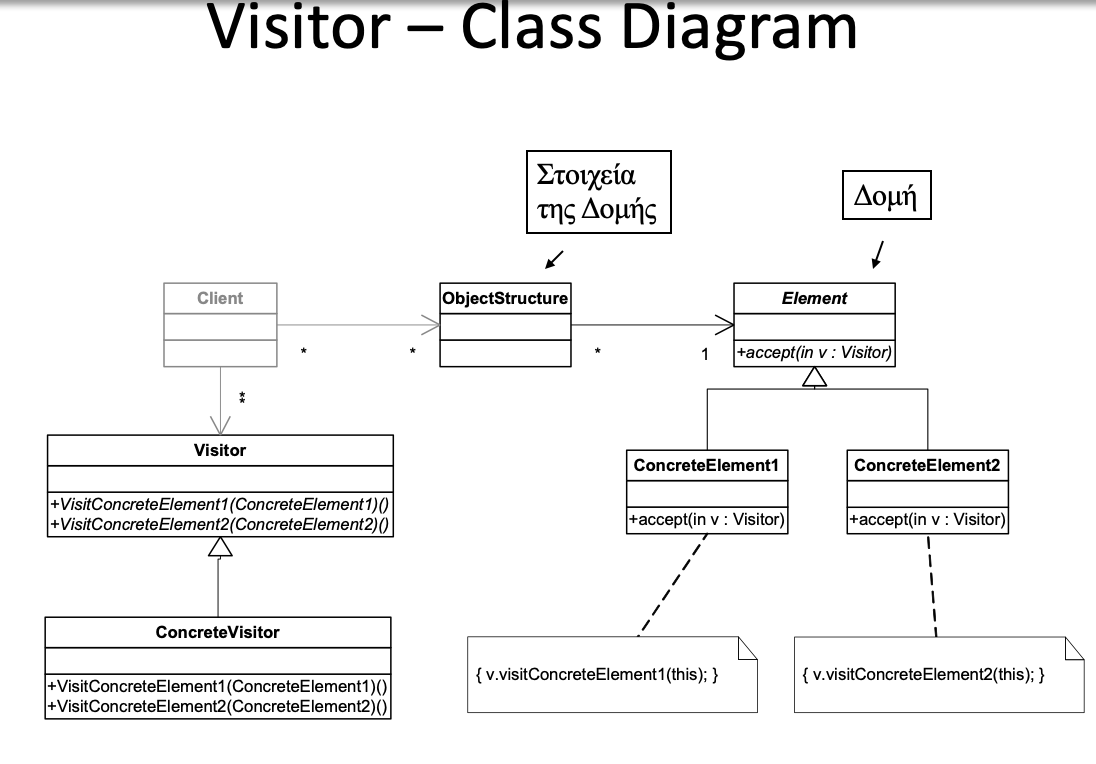 Visitor – Class Diagram
Στοιχεία
της Δομής
Δομή
Client
ObjectStructure
Element
+accept(in v : Visitor)
*
*
*
1
*
*
Visitor
+VisitConcreteElement1(ConcreteElement1)()
+VisitConcreteElement2(ConcreteElement2)()
ConcreteElement1
+accept(in v : Visitor)
ConcreteElement2
+accept(in v : Visitor)
ConcreteVisitor
+VisitConcreteElement1(ConcreteElement1)()
+VisitConcreteElement2(ConcreteElement2)()
{ v.visitConcreteElement1(this); }
{ v.visitConcreteElement2(this); }